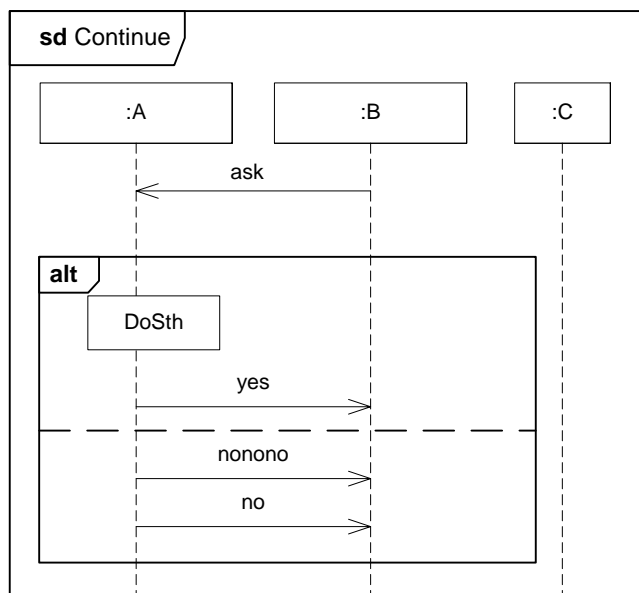 sd Continue
:A
:B
:C
ask
alt
DoSth
yes
nonono
no